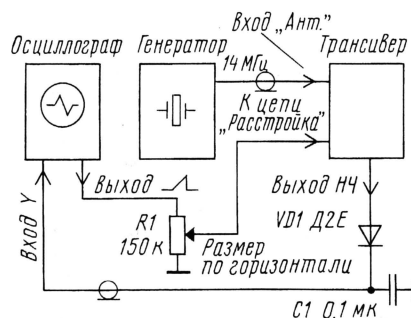 Осциллограф
Генератор
Вход „Ант."
Трансивер
14 МГц
К цепи
„Расстройка"
Выход
Вход Y
R1
150 к
Размер
по горизонтали
Выход НЧ
VD1 Д2Е
C1 0,1 мк